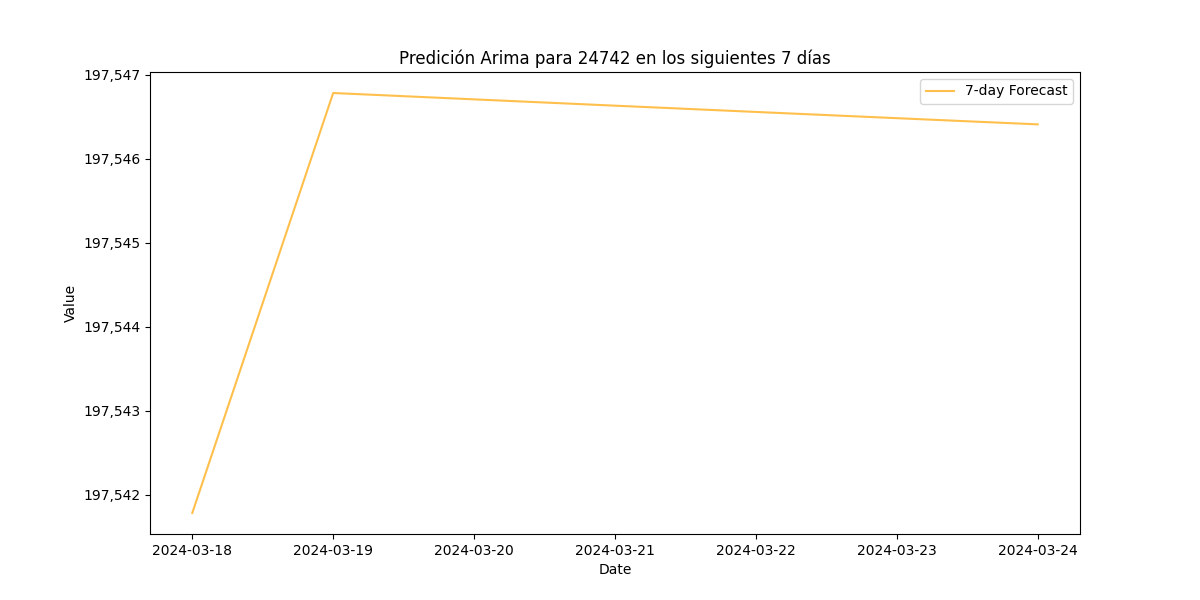 Predición Arima para 24742 en los siguientes 7 días
7-day Forecast
197,547
197,546
197,545
197,544
197,543
197,542
Value
2024-03-18 2024-03-19 2024-03-20 2024-03-21 2024-03-22 2024-03-23 2024-03-24
Date